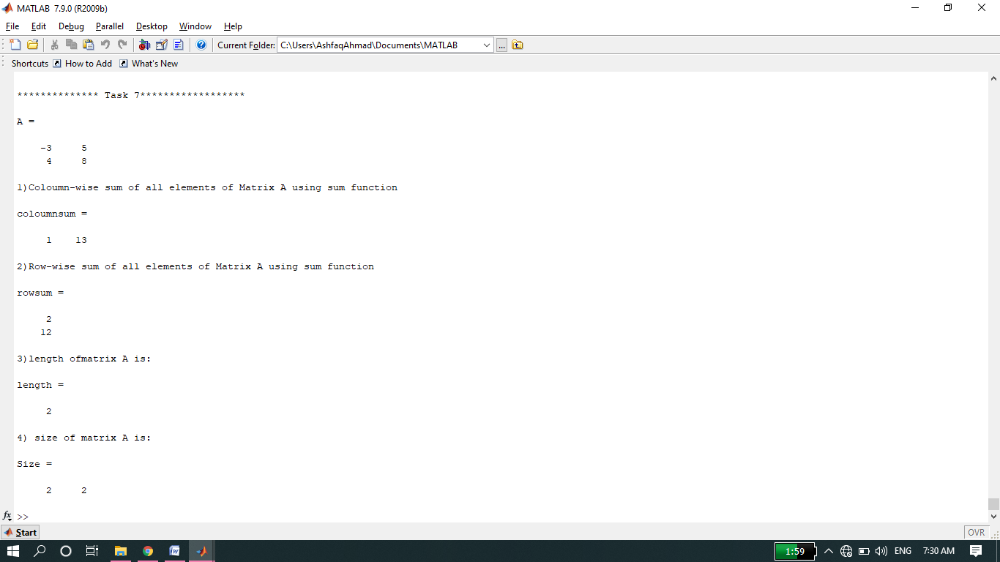 MATLAB 7.9.0 (R2009b)
File Edit Debug Parallel Desktop Window Help
Current Folder: C:\Users\AshfaqAhmad\Documents\MATLAB ...
Shortcuts How to Add What's New
************** Task 7******************
A =
-3 5
4 8
1)Coloumn-wise sum of all elements of Matrix A using sum function
coloumnsum =
1 13
2)Row-wise sum of all elements of Matrix A using sum function
rowsum =
2
12
3)length ofmatrix A is:
length =
2
4) size of matrix A is:
Size =
2 2
fx >>
Start OVR
1:59 ENG 7:30 AM